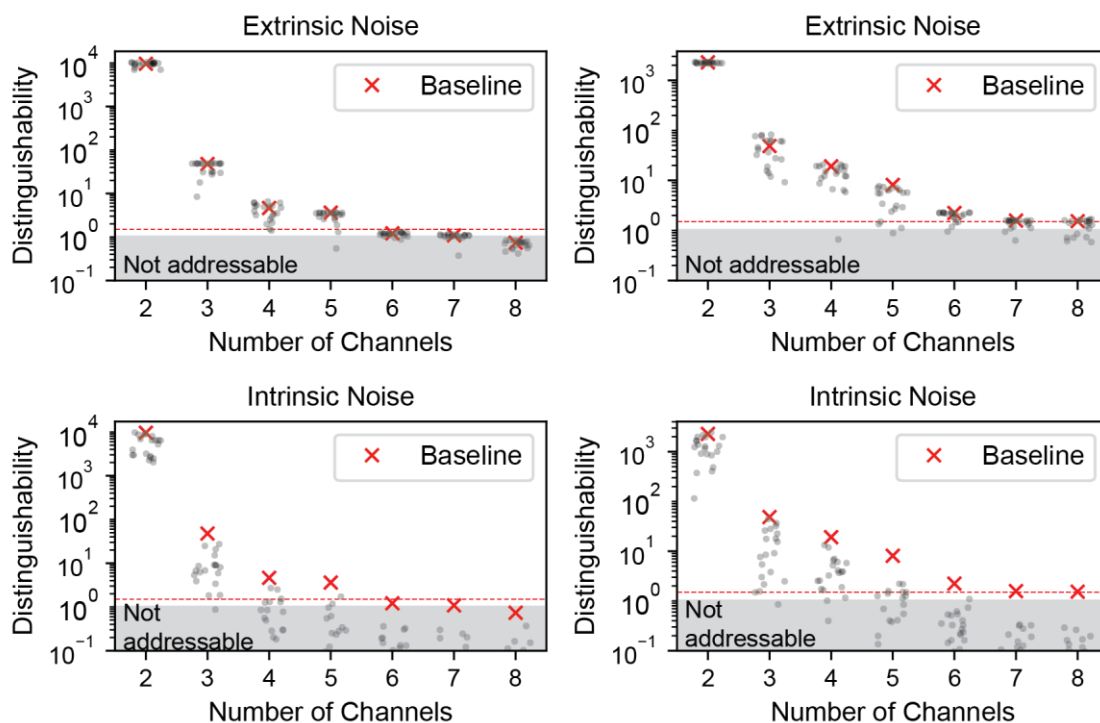 Extrinsic Noise
Distinguishability
10^4
10^3
10^2
10^1
10^0
10^-1
Baseline
Not addressable
2 3 4 5 6 7 8
Number of Channels
Extrinsic Noise
Distinguishability
10^3
10^2
10^1
10^0
10^-1
Baseline
Not addressable
2 3 4 5 6 7 8
Number of Channels
Intrinsic Noise
Distinguishability
10^4
10^3
10^2
10^1
10^0
10^-1
Baseline
Not
addressable
2 3 4 5 6 7 8
Number of Channels
Intrinsic Noise
Distinguishability
10^3
10^2
10^1
10^0
10^-1
Baseline
Not
addressable
2 3 4 5 6 7 8
Number of Channels